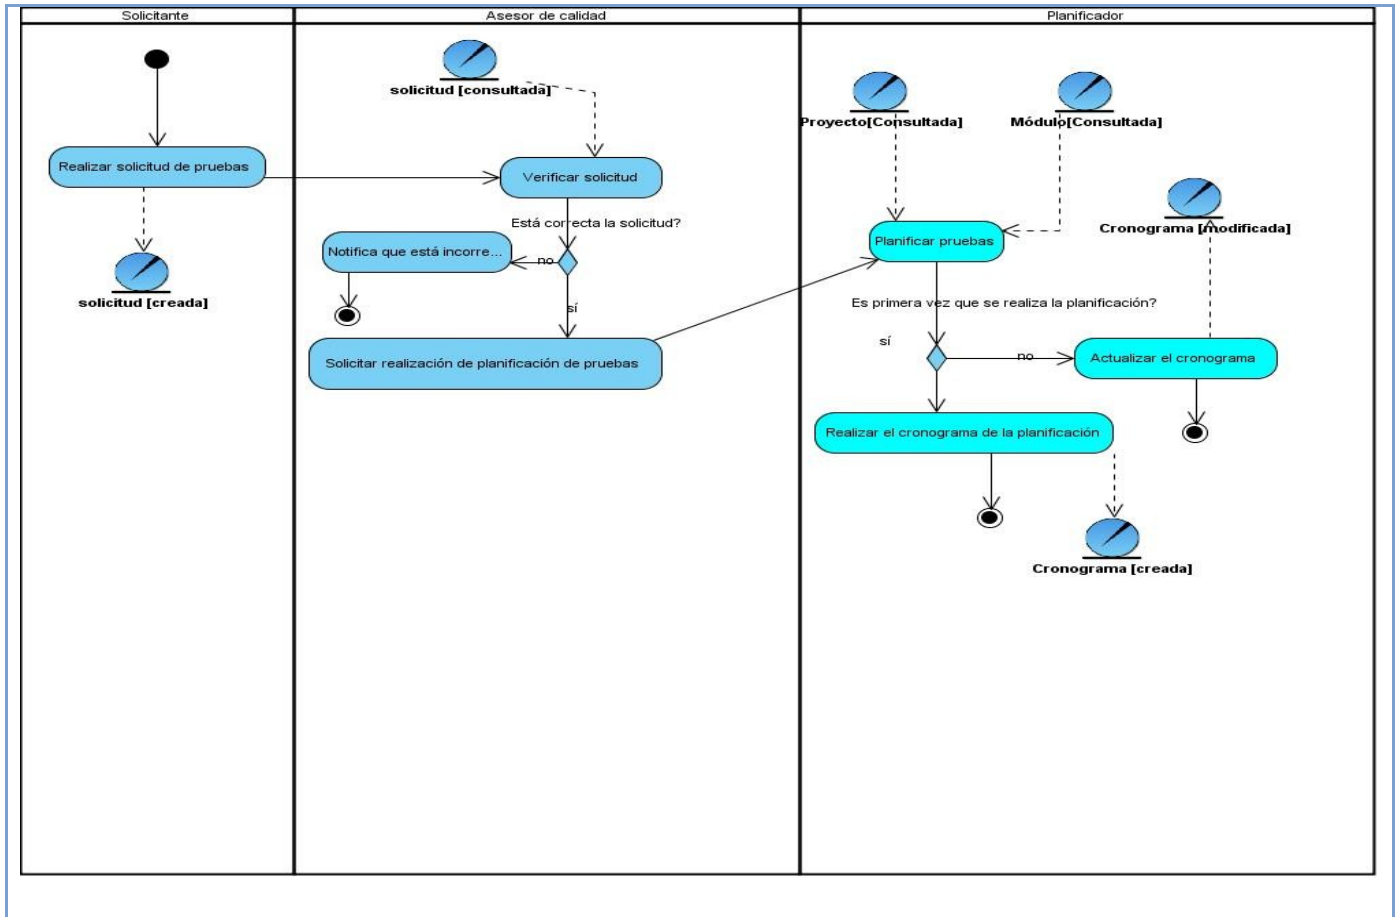 Solicitante
Asesor de calidad
Planificador
solicitud [consultada]
Proyecto[Consultada]
Módulo[Consultada]
Realizar solicitud de pruebas
Verificar solicitud
Está correcta la solicitud?
Cronograma [modificada]
Planificar pruebas
Notifica que está incorre...
no
solicitud [creada]
sí
Es primera vez que se realiza la planificación?
sí
no
Actualizar el cronograma
Solicitar realización de planificación de pruebas
Realizar el cronograma de la planificación
Cronograma [creada]